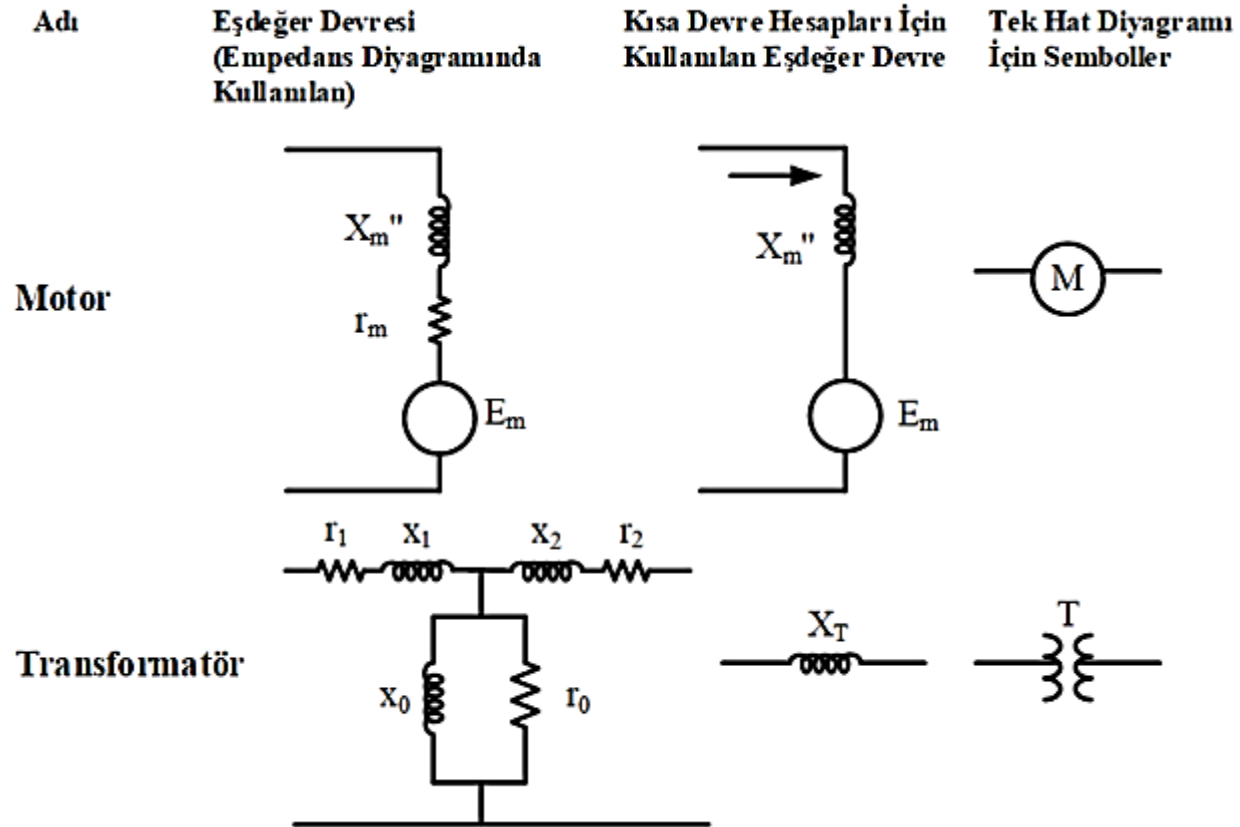 Adı
Eşdeğer Devresi
(Empedans Diyagramında
Kullanılan)
Kısa Devre Hesapları İçin
Kullanılan Eşdeğer Devre
Tek Hat Diyagramı
İçin Semboller
Motor
Xm"
rm
Em
Xm"
Em
M
Transformatör
r1 x1 x2 r2
x0 r0
XT
T